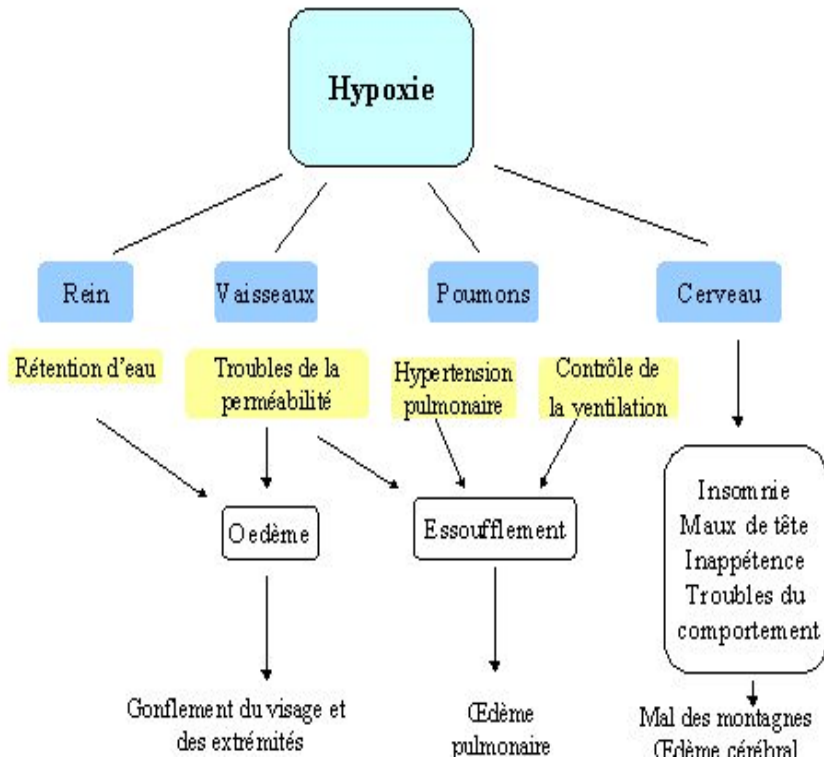 Hypoxie
Rein
Vaisseaux
Poumons
Cerveau
Rétention d'eau
Troubles de la
perméabilité
Hypertension
pulmonaire
Contrôle de
la ventilation
Oedème
Essoufflement
Insomnie
Maux de tête
Inappétence
Troubles du
comportement
Gonflement du visage et
des extrémités
Œdème
pulmonaire
Mal des montagnes
Œdème cérébral